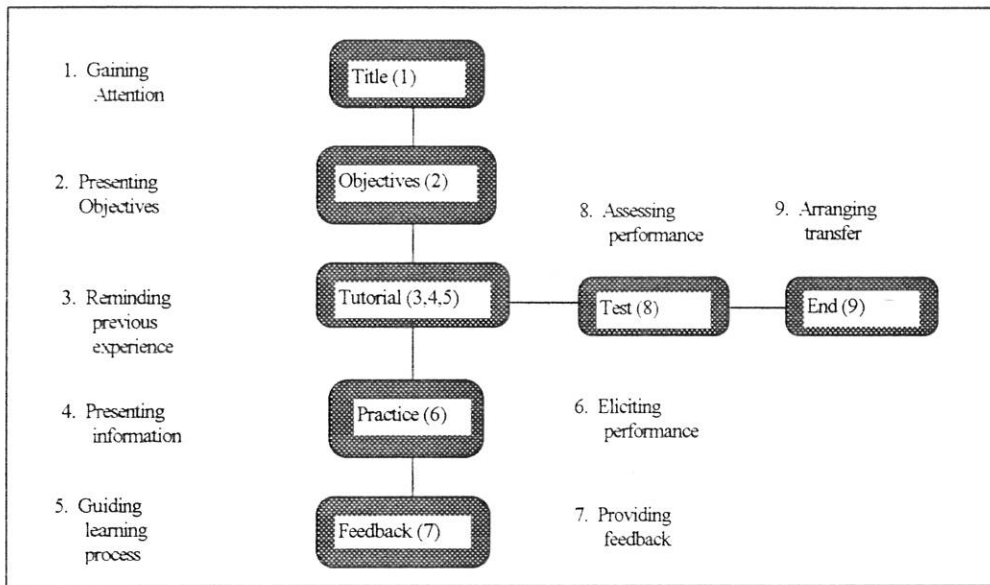 1. Gaining
Attention
Title (1)
2. Presenting
Objectives
Objectives (2)
8. Assessing
performance
9. Arranging
transfer
3. Reminding
previous
experience
Tutorial (3,4,5)
Test (8)
End (9)
4. Presenting
information
Practice (6)
6. Eliciting
performance
5. Guiding
learning
process
Feedback (7)
7. Providing
feedback